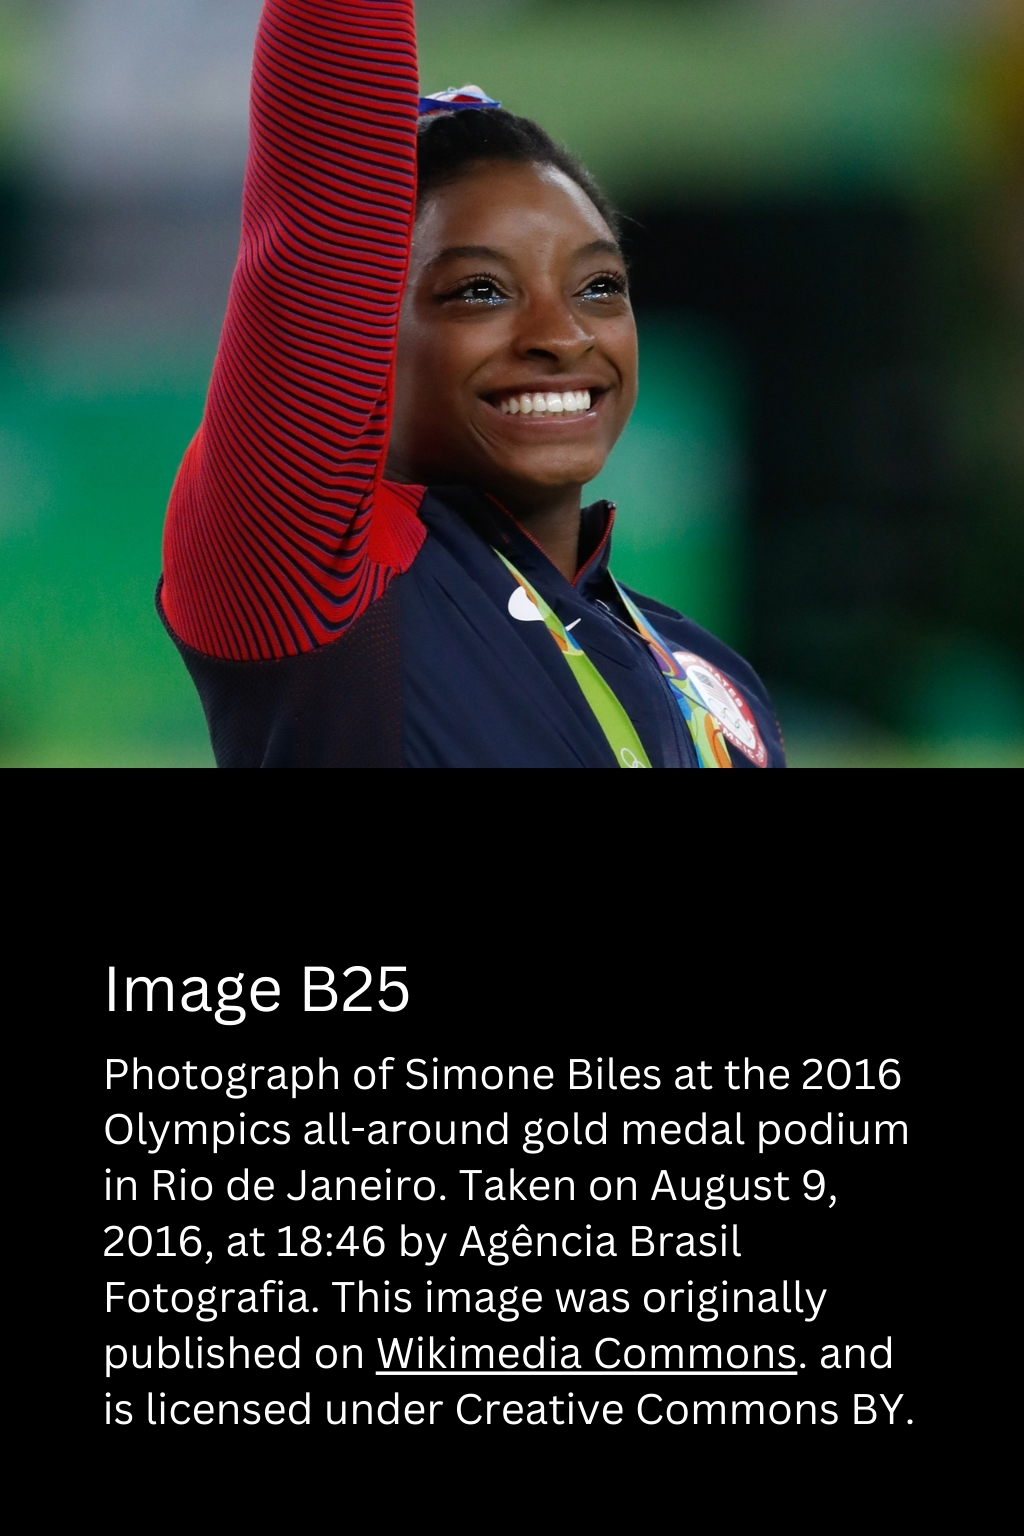 Image B25
Photograph of Simone Biles at the 2016
Olympics all-around gold medal podium
in Rio de Janeiro. Taken on August 9,
2016, at 18:46 by Agência Brasil
Fotografia. This image was originally
published on Wikimedia Commons. and
is licensed under Creative Commons BY.